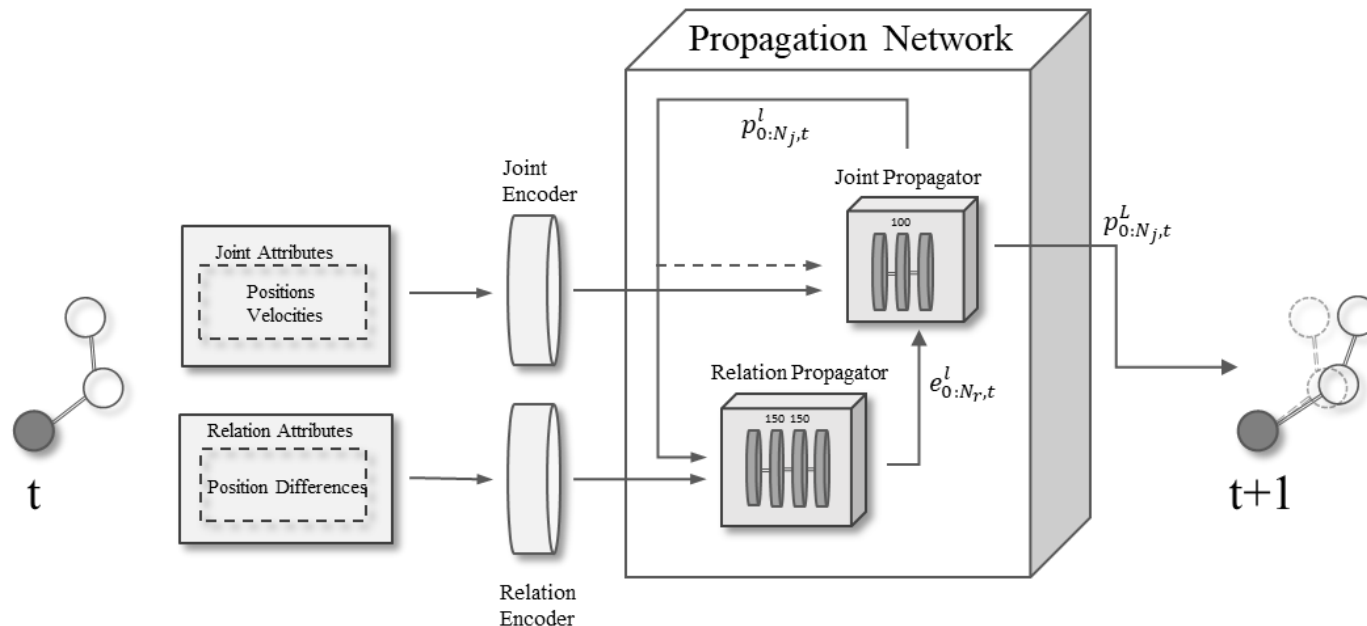 Propagation Network
p^l_{0:N_j,t}
Joint
Encoder
Joint Propagator
100
p^L_{0:N_j,t}
Joint Attributes
Positions
Velocities
Relation Propagator
e^l_{0:N_r,t}
150 150
Relation Attributes
Position Differences
t
t+1
Relation
Encoder